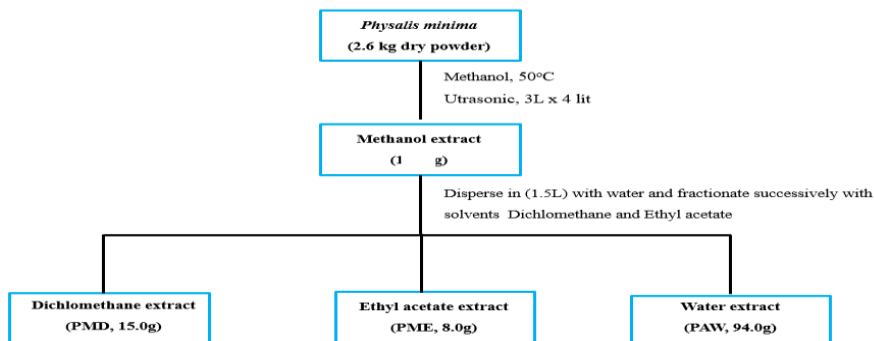 Physalis minima
(2.6 kg dry powder)
Methanol, 50°C
Utrasonic, 3L x 4 lit
Methanol extract
(1 g)
Disperse in (1.5L) with water and fractionate successively with
solvents Dichlomethane and Ethyl acetate
Dichlomethane extract
(PMD, 15.0g)
Ethyl acetate extract
(PME, 8.0g)
Water extract
(PAW, 94.0g)